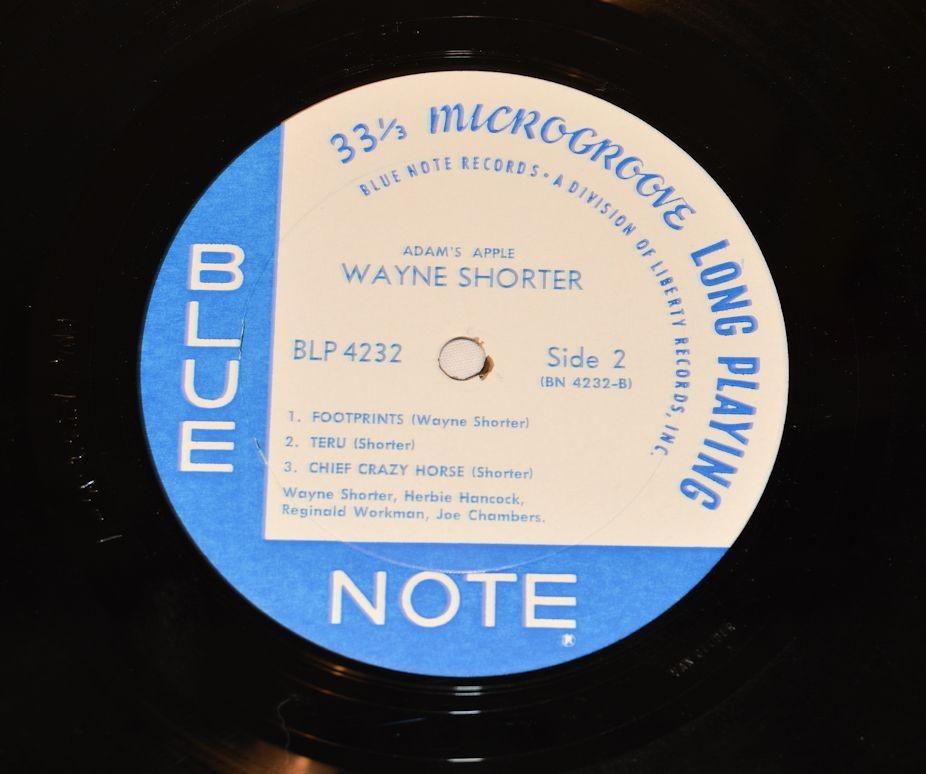 33⅓ MICROGROOVE LONG PLAYING
BLUE NOTE RECORDS • A DIVISION OF LIBERTY RECORDS, INC.
ADAM'S APPLE
WAYNE SHORTER
BLP 4232
Side 2
(BN 4232-B)
1. FOOTPRINTS (Wayne Shorter)
2. TERU (Shorter)
3. CHIEF CRAZY HORSE (Shorter)
Wayne Shorter, Herbie Hancock,
Reginald Workman, Joe Chambers.
BLUE
NOTE
®
VAN GELDER